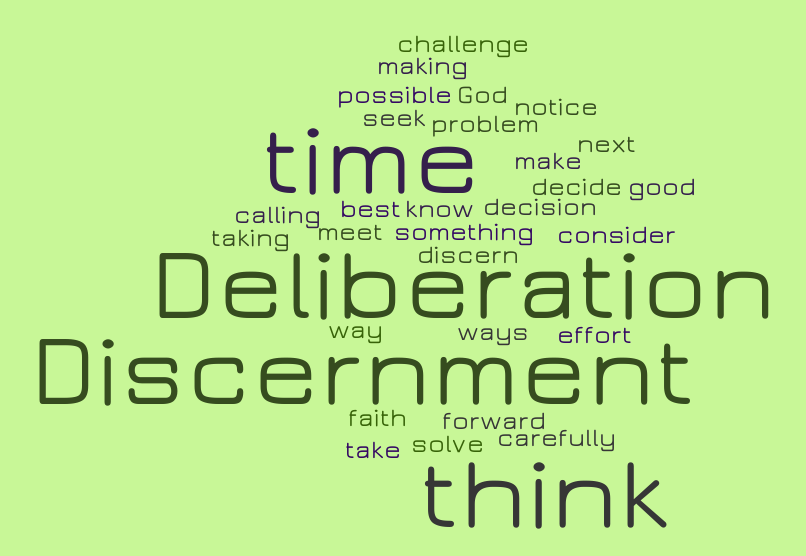 challenge
making
possible God
notice
seek problem
time
next
make
decide good
calling best know decision
taking meet something consider
discern
Deliberation
way ways effort
Discernment
faith forward
take solve carefully
think